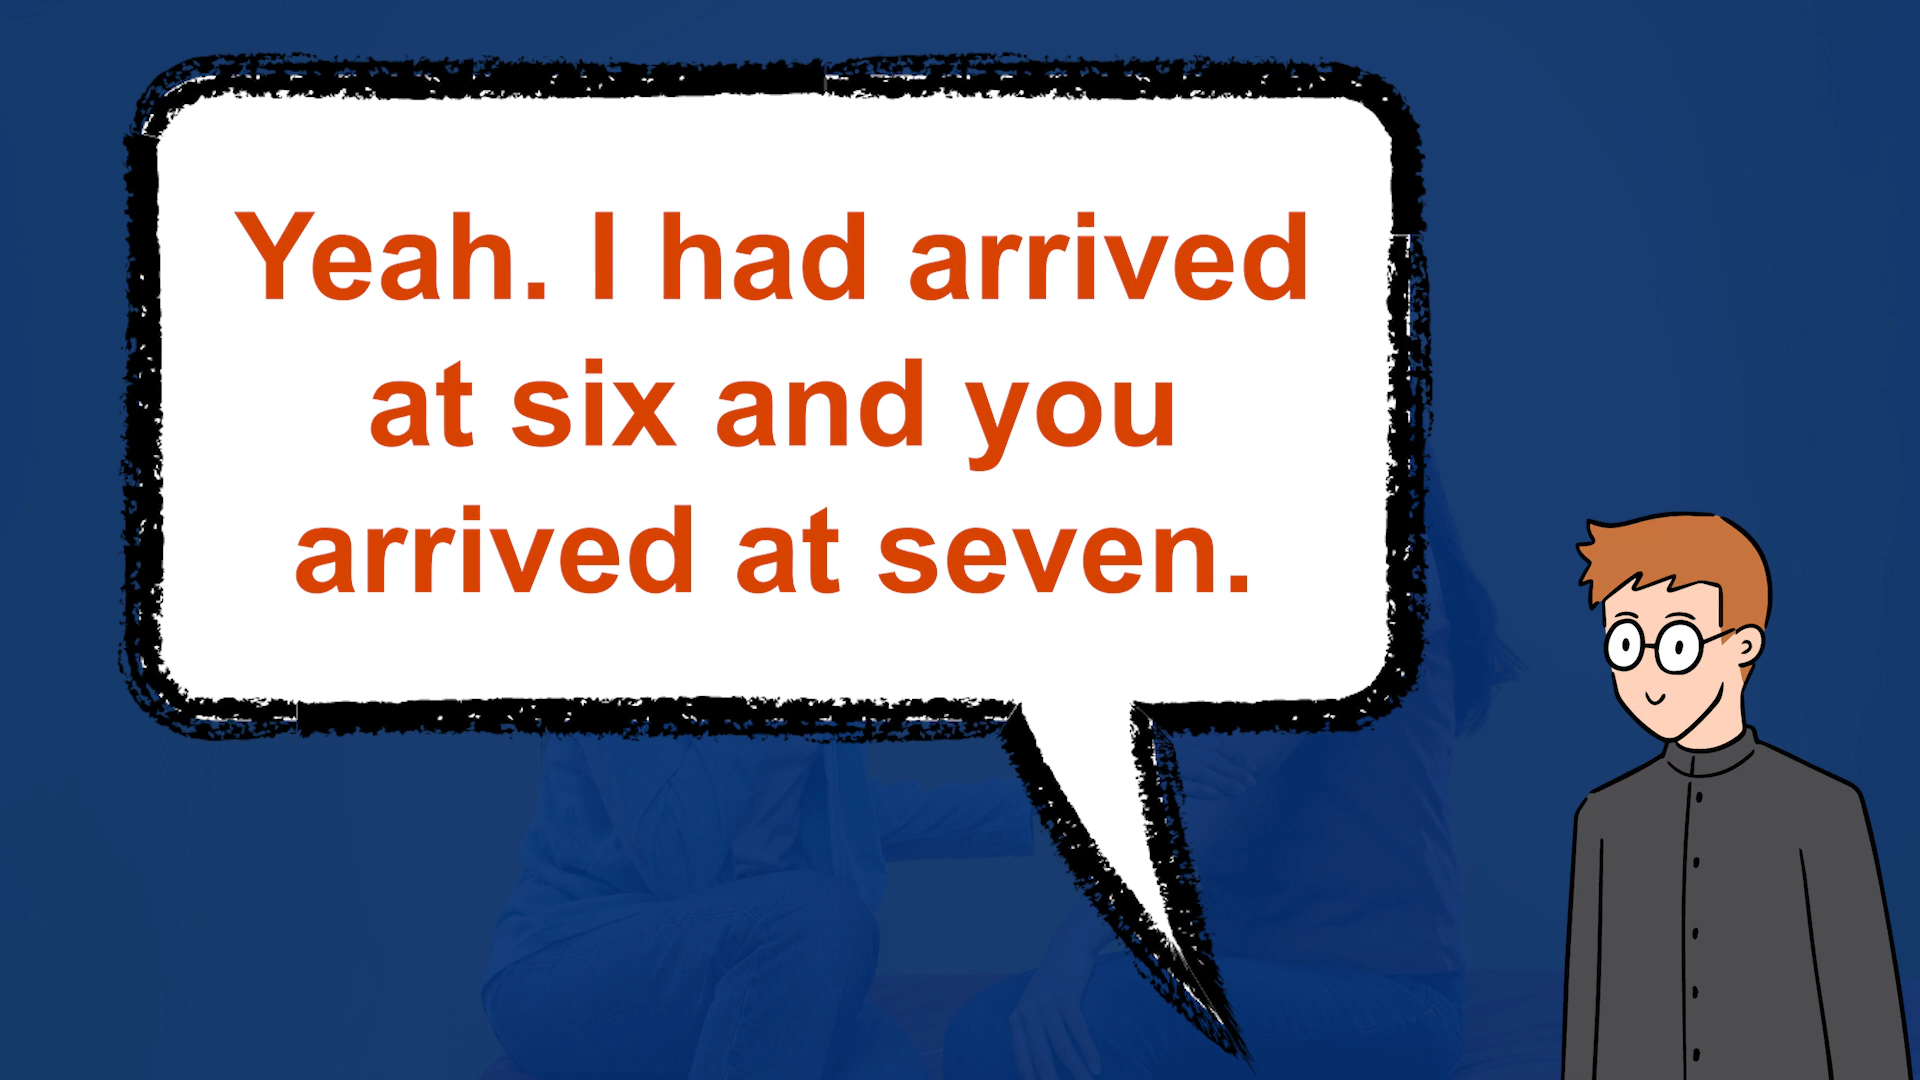 Yeah. I had arrived
at six and you
arrived at seven.